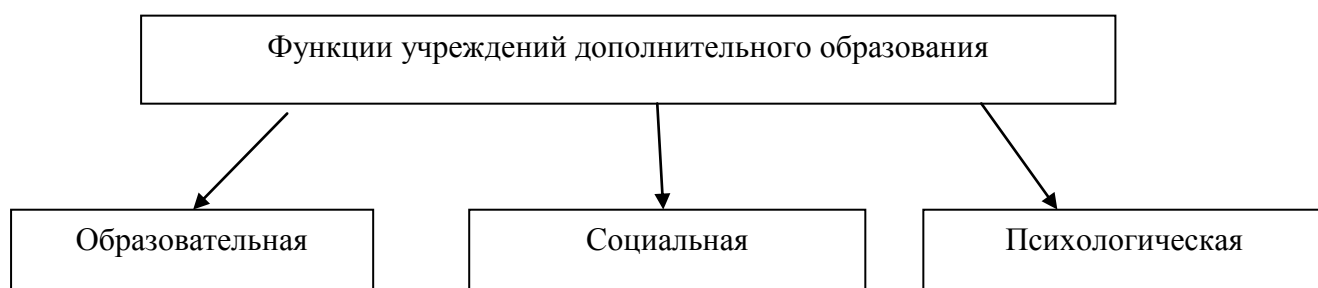 Функции учреждений дополнительного образования
Образовательная
Социальная
Психологическая